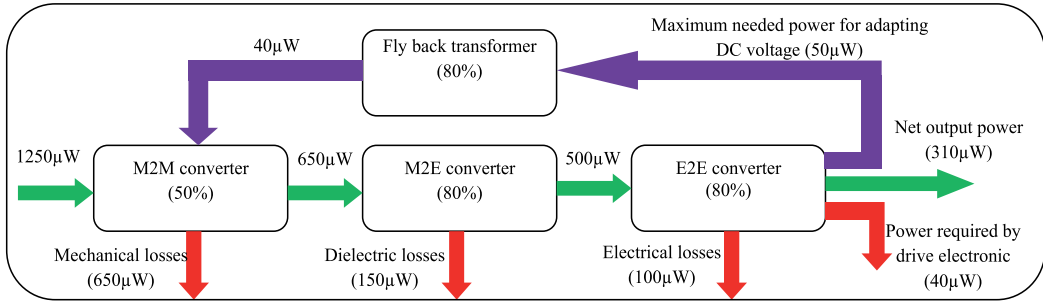 Maximum needed power for adapting
DC voltage (50µW)
40µW
Fly back transformer
(80%)
Net output power
(310µW)
1250µW
M2M converter
(50%)
650µW
M2E converter
(80%)
500µW
E2E converter
(80%)
Mechanical losses
(650µW)
Dielectric losses
(150µW)
Electrical losses
(100µW)
Power required by
drive electronic
(40µW)